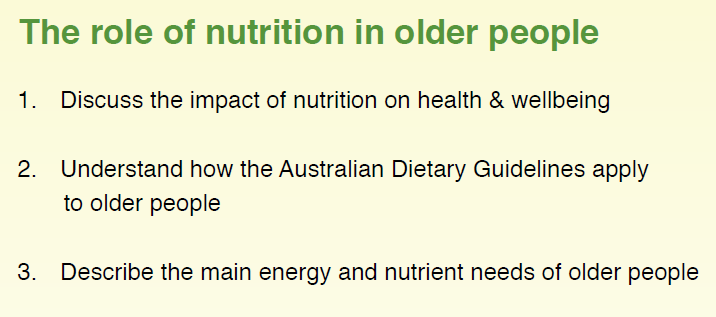 The role of nutrition in older people
1. Discuss the impact of nutrition on health & wellbeing
2. Understand how the Australian Dietary Guidelines apply
to older people
3. Describe the main energy and nutrient needs of older people